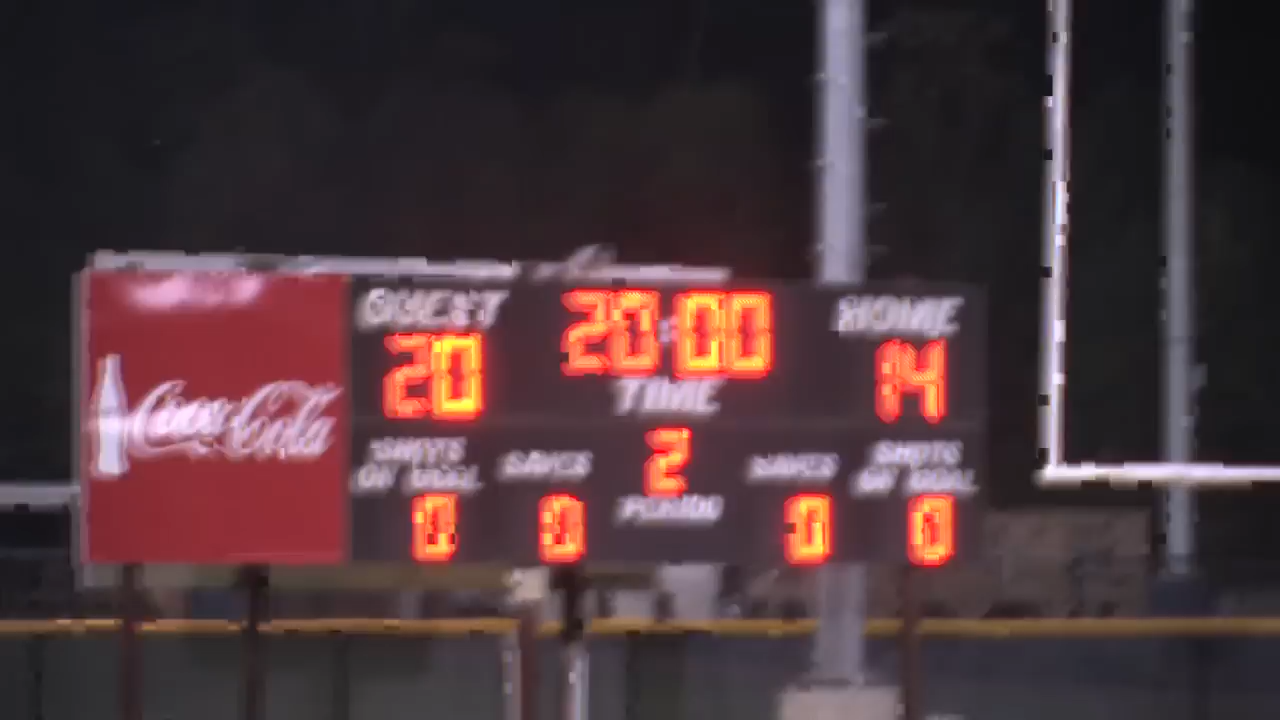 Coca-Cola
GUEST
20
20:00
TIME
HOME
14
SHOTS
ON GOAL
0
SAVES
0
2
PERIOD
SAVES
0
SHOTS
ON GOAL
0